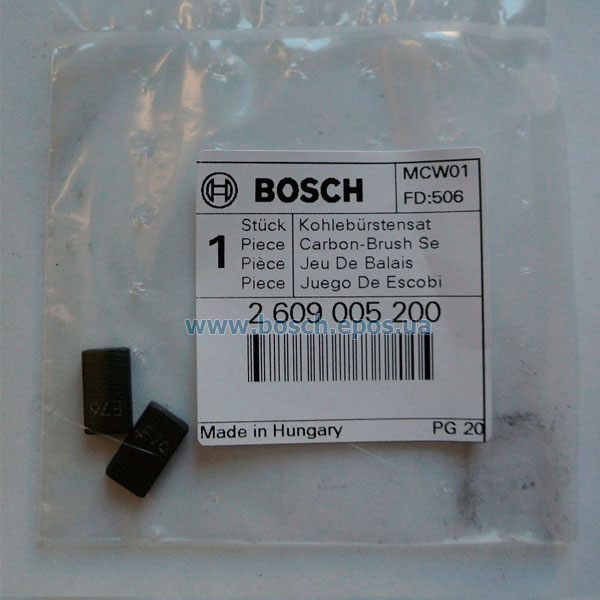 BOSCH
MCW01
FD:506
1
Stück Kohlebürstensat
Piece Carbon-Brush Se
Pièce Jeu De Balais
Piece Juego De Escobi
2 609 005 200
www.bosch.epos.ua
Made in Hungary PG 20